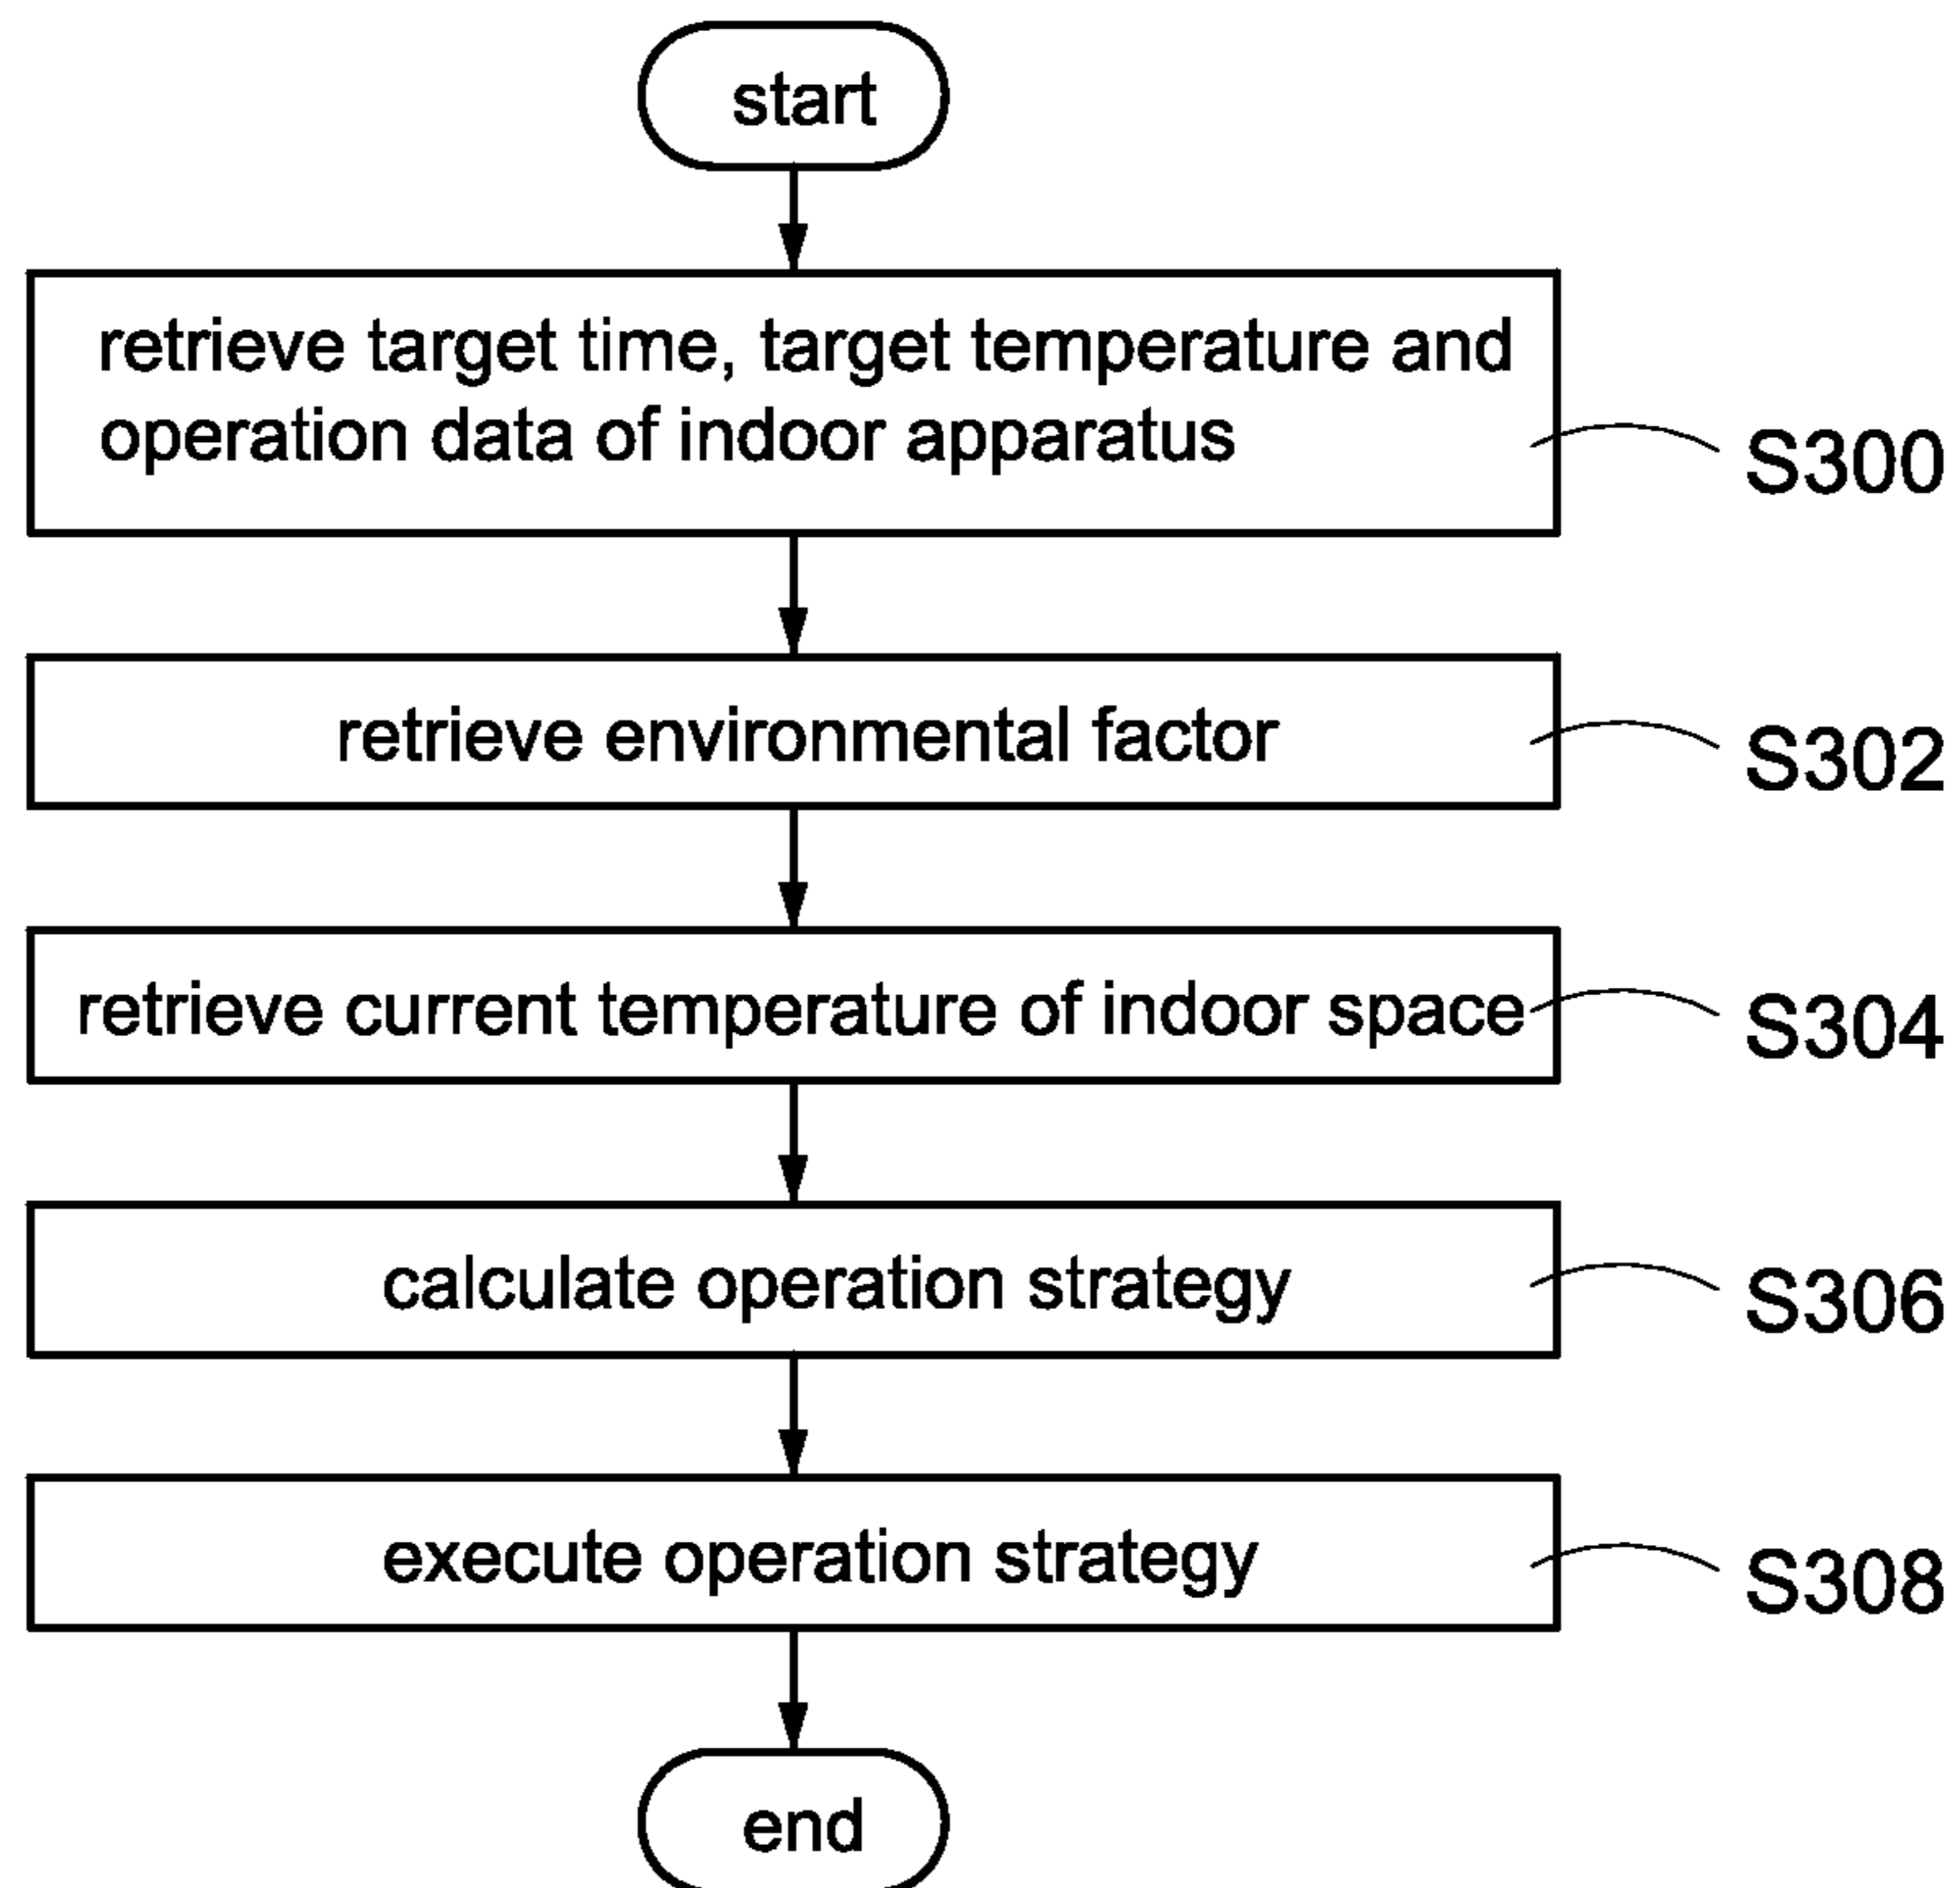 start
retrieve target time, target temperature and
operation data of indoor apparatus
S300
retrieve environmental factor
S302
retrieve current temperature of indoor space
S304
calculate operation strategy
S306
execute operation strategy
S308
end